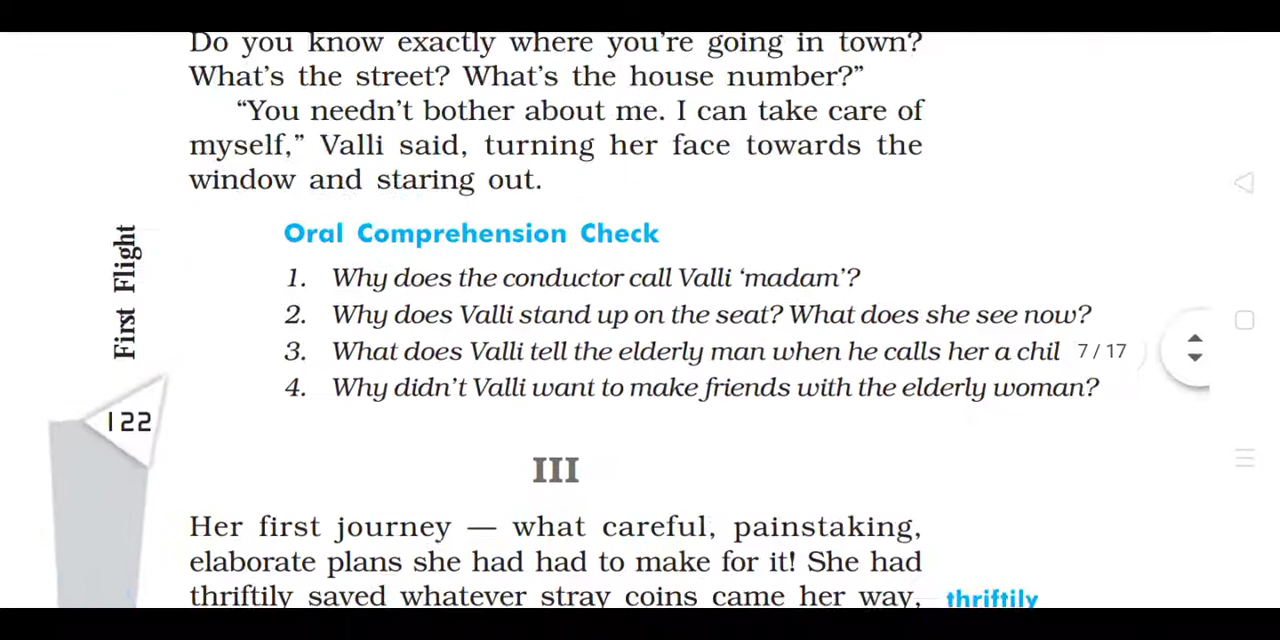 Do you know exactly where you're going in town?
What's the street? What's the house number?”
“You needn't bother about me. I can take care of
myself,” Valli said, turning her face towards the
window and staring out.
Oral Comprehension Check
1. Why does the conductor call Valli ‘madam’?
2. Why does Valli stand up on the seat? What does she see now?
3. What does Valli tell the elderly man when he calls her a chil
7 / 17
4. Why didn't Valli want to make friends with the elderly woman?
First Flight
122
III
Her first journey — what careful, painstaking,
elaborate plans she had had to make for it! She had
thriftily saved whatever stray coins came her way,
thriftily